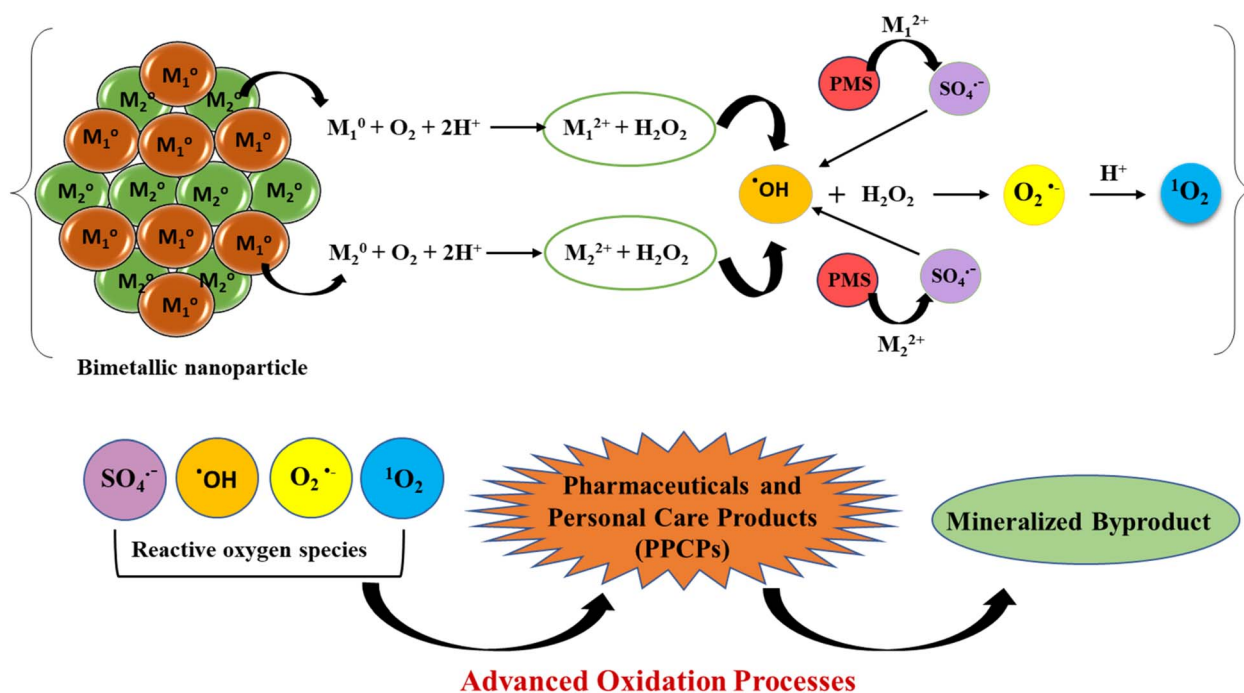 M₁²⁺
M₁⁰
M₂⁰ M₂⁰
PMS SO₄•⁻
M₁⁰ M₁⁰ M₁⁰
M₁⁰ + O₂ + 2H⁺ M₁²⁺ + H₂O₂
M₂⁰ M₂⁰ M₂⁰ M₂⁰
•OH + H₂O₂ O₂•⁻ H⁺ ¹O₂
M₁⁰ M₁⁰ M₁⁰
M₂⁰ + O₂ + 2H⁺ M₂²⁺ + H₂O₂
M₂⁰ M₂⁰
PMS SO₄•⁻
M₁⁰
M₂²⁺
Bimetallic nanoparticle
SO₄•⁻ •OH O₂•⁻ ¹O₂
Reactive oxygen species
Pharmaceuticals and
Personal Care Products
(PPCPs)
Mineralized Byproduct
Advanced Oxidation Processes